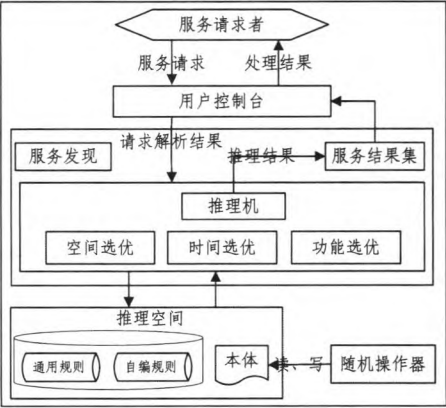 服务请求者
服务请求
处理结果
用户控制台
请求解析结果
服务发现
推理结果
服务结果集
推理机
空间选优
时间选优
功能选优
推理空间
通用规则
自编规则
本体
读、写
随机操作器